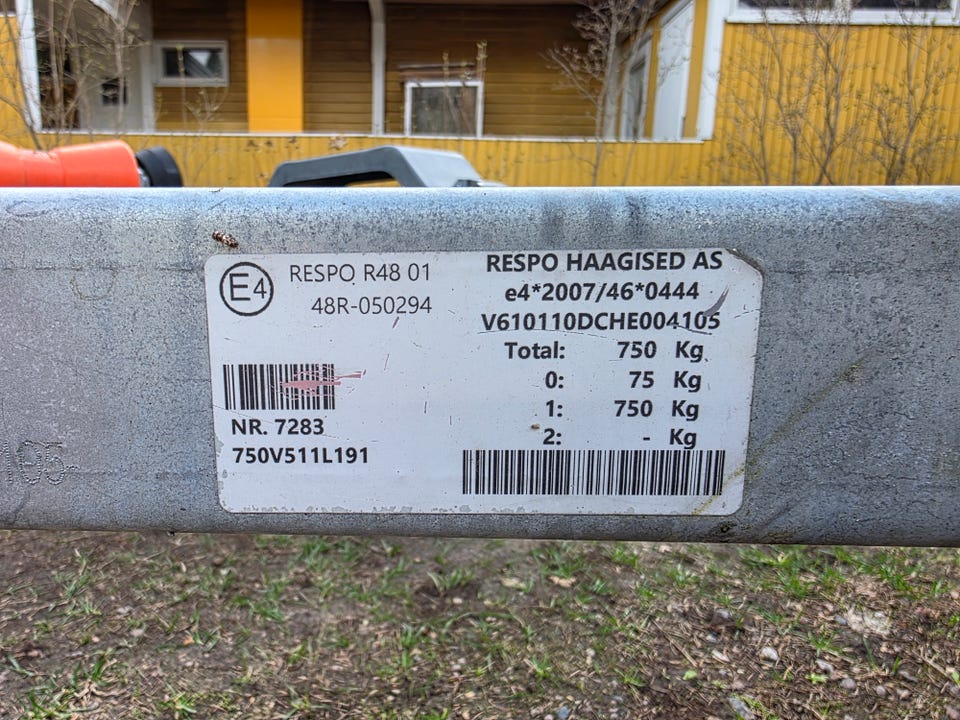 E4
RESPO R48 01
48R-050294
NR. 7283
750V511L191
RESPO HAAGISED AS
e4*2007/46*0444
V610110DCHE004105
Total: 750 Kg
0: 75 Kg
1: 750 Kg
2: - Kg